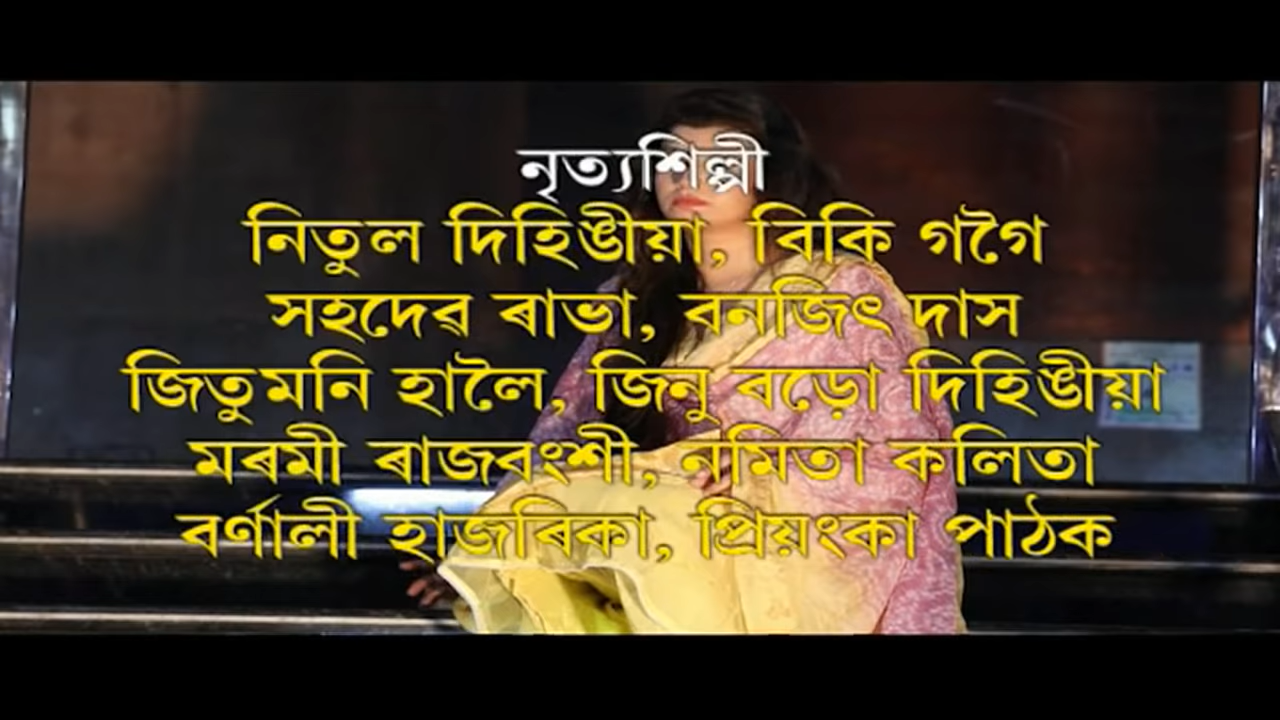 নৃত্যশিল্পী
নিতুল দিহিঙীয়া, বিকি গগৈ
সহদেৱ ৰাভা, বনজিৎ দাস
জিতুমনি হালৈ, জিনু বড়ো দিহিঙীয়া
মৰমী ৰাজবংশী, নমিতা কলিতা
বৰ্ণালী হাজৰিকা, প্ৰিয়ংকা পাঠক